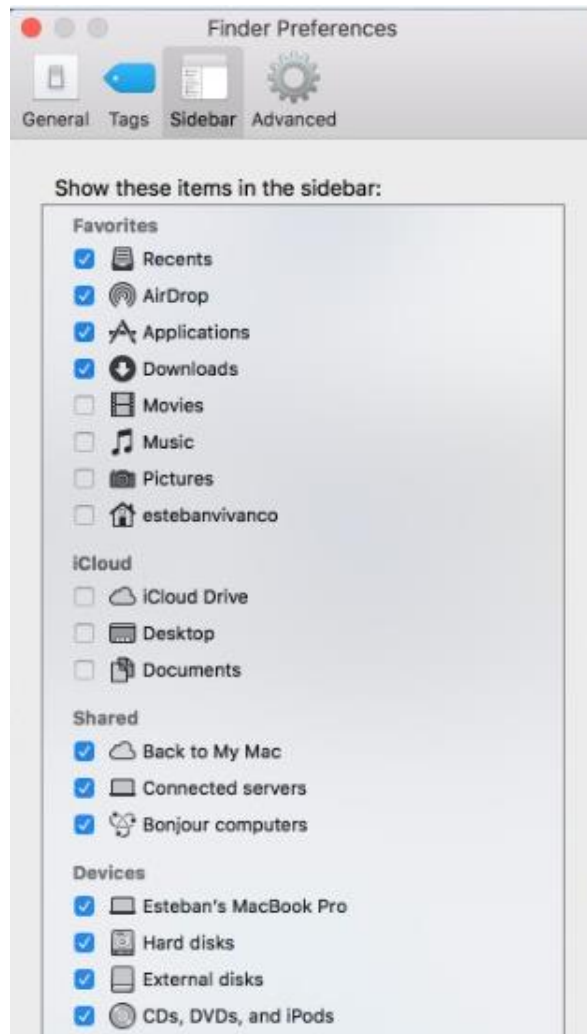 Finder Preferences
General Tags Sidebar Advanced
Show these items in the sidebar:
Favorites
Recents
AirDrop
Applications
Downloads
Movies
Music
Pictures
estebanvivanco
iCloud
iCloud Drive
Desktop
Documents
Shared
Back to My Mac
Connected servers
Bonjour computers
Devices
Esteban's MacBook Pro
Hard disks
External disks
CDs, DVDs, and iPods